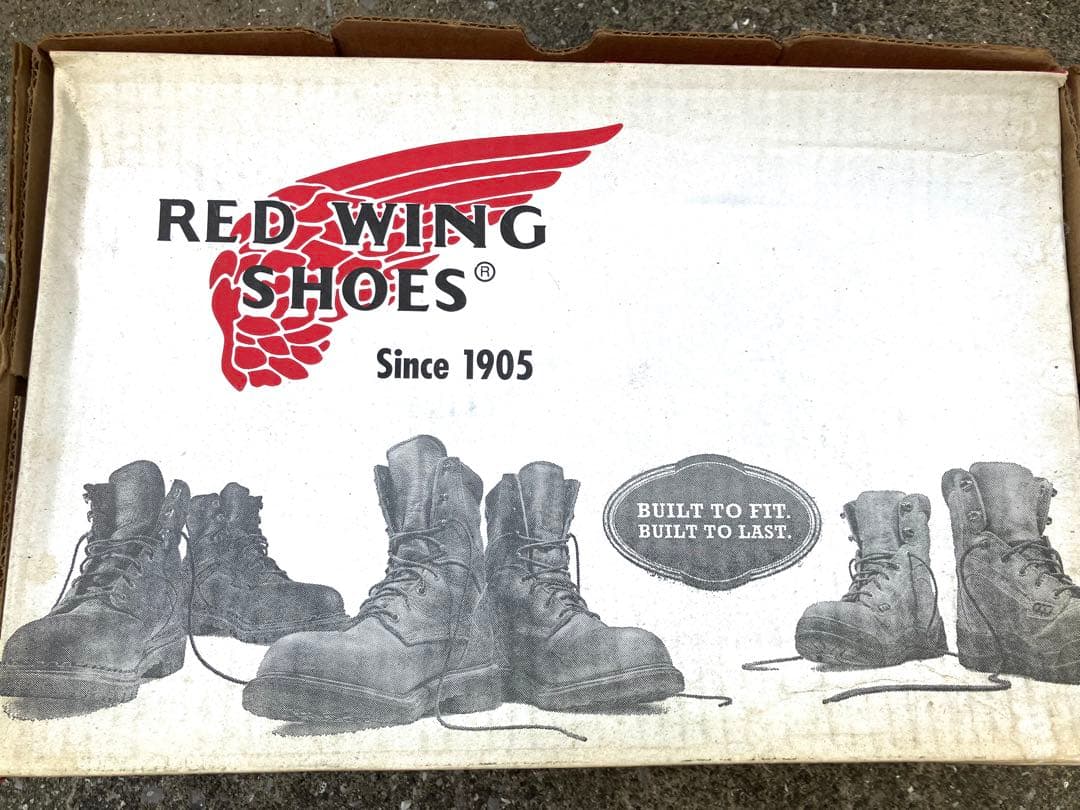 RED WING
SHOES®
Since 1905
BUILT TO FIT.
BUILT TO LAST.